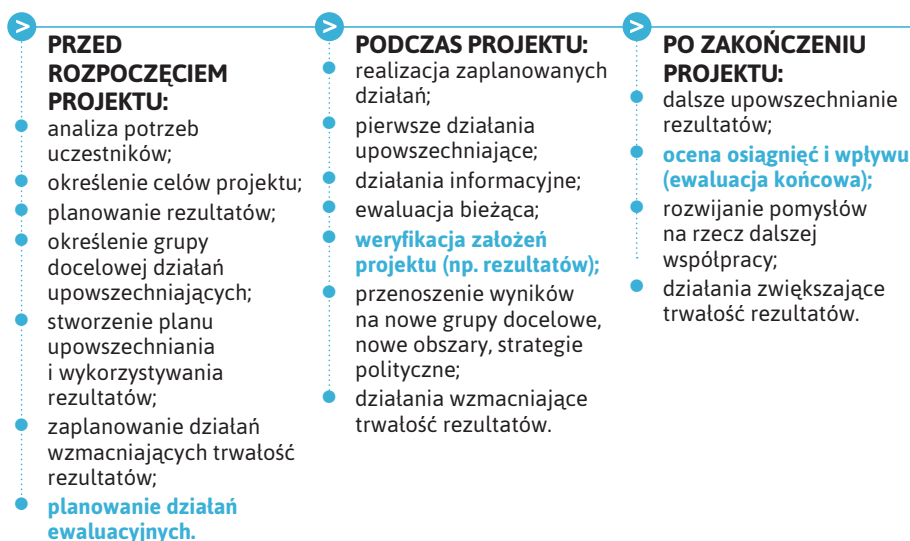 PRZED
ROZPOCZĘCIEM
PROJEKTU:
analiza potrzeb
uczestników;
określenie celów projektu;
planowanie rezultatów;
określenie grupy
docelowej działań
upowszechniających;
stworzenie planu
upowszechniania
i wykorzystywania
rezultatów;
zaplanowanie działań
wzmacniających trwałość
rezultatów;
planowanie działań
ewaluacyjnych.
PODCZAS PROJEKTU:
realizacja zaplanowanych
działań;
pierwsze działania
upowszechniające;
działania informacyjne;
ewaluacja bieżąca;
weryfikacja założeń
projektu (np. rezultatów);
przenoszenie wyników
na nowe grupy docelowe,
nowe obszary, strategie
polityczne;
działania wzmacniające
trwałość rezultatów.
PO ZAKOŃCZENIU
PROJEKTU:
dalsze upowszechnianie
rezultatów;
ocena osiągnięć i wpływu
(ewaluacja końcowa);
rozwijanie pomysłów
na rzecz dalszej
współpracy;
działania zwiększające
trwałość rezultatów.